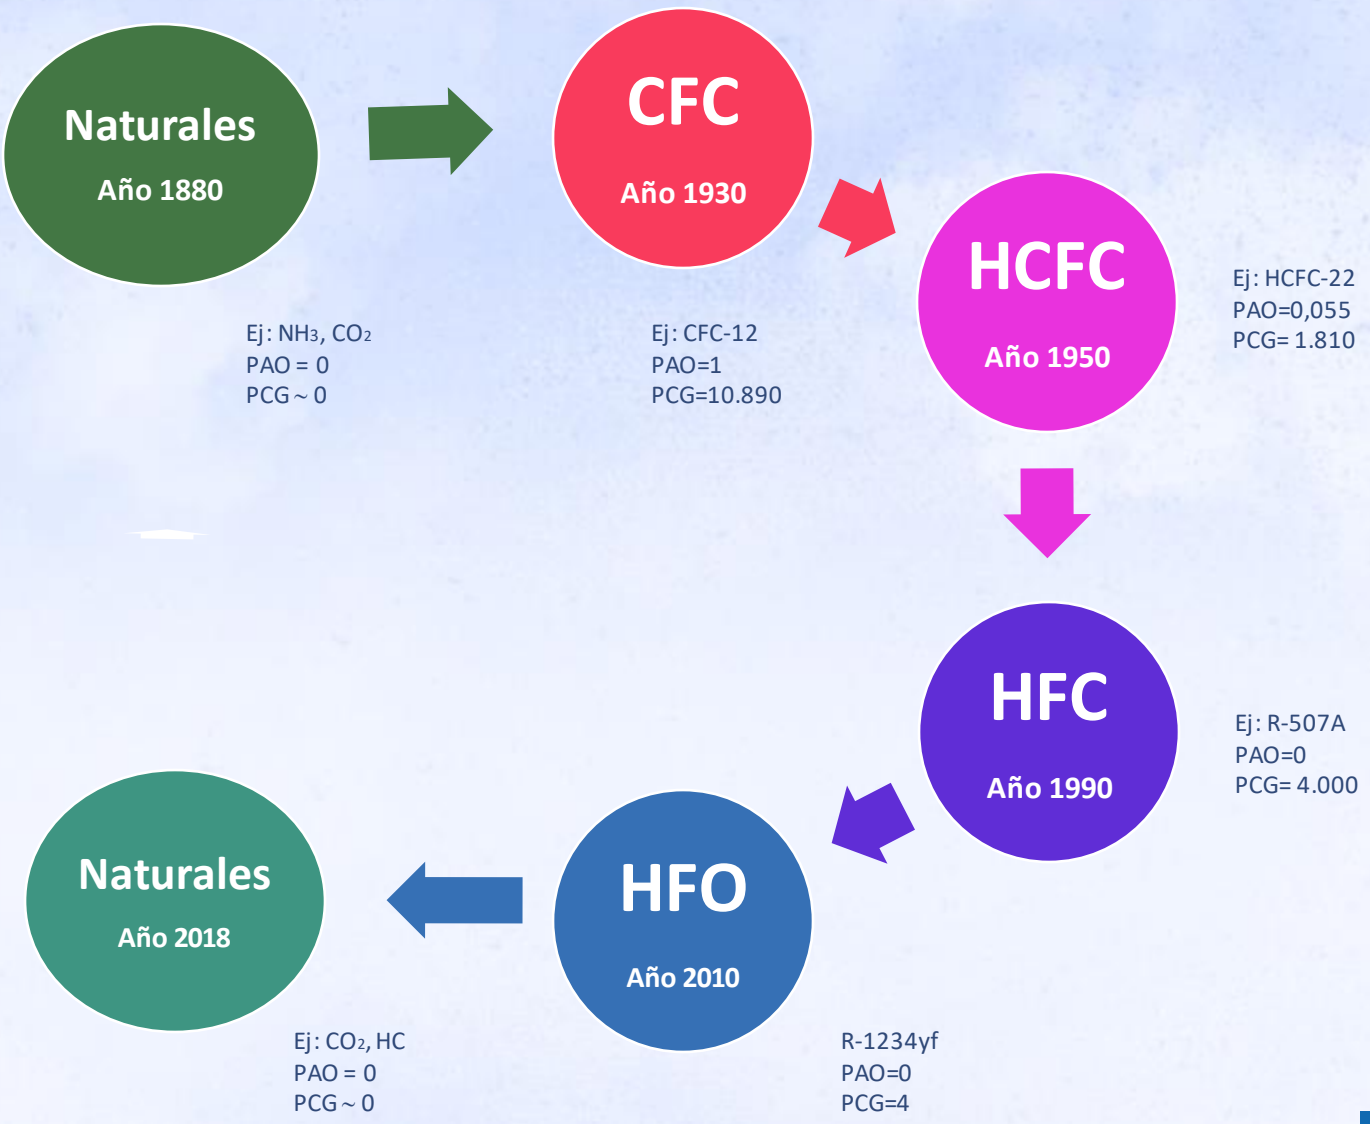 Naturales
Año 1880
Ej: NH₃, CO₂
PAO = 0
PCG ~ 0
CFC
Año 1930
Ej: CFC-12
PAO=1
PCG=10.890
HCFC
Año 1950
Ej: HCFC-22
PAO=0,055
PCG= 1.810
HFC
Año 1990
Ej: R-507A
PAO=0
PCG= 4.000
HFO
Año 2010
R-1234yf
PAO=0
PCG=4
Naturales
Año 2018
Ej: CO₂, HC
PAO = 0
PCG ~ 0